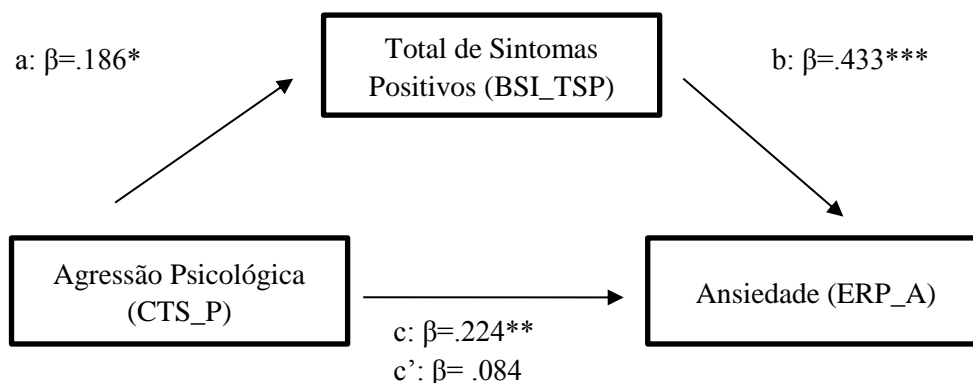 a: β=.186*
Total de Sintomas
Positivos (BSI_TSP)
b: β=.433***
Agressão Psicológica
(CTS_P)
Ansiedade (ERP_A)
c: β=.224**
c’: β= .084